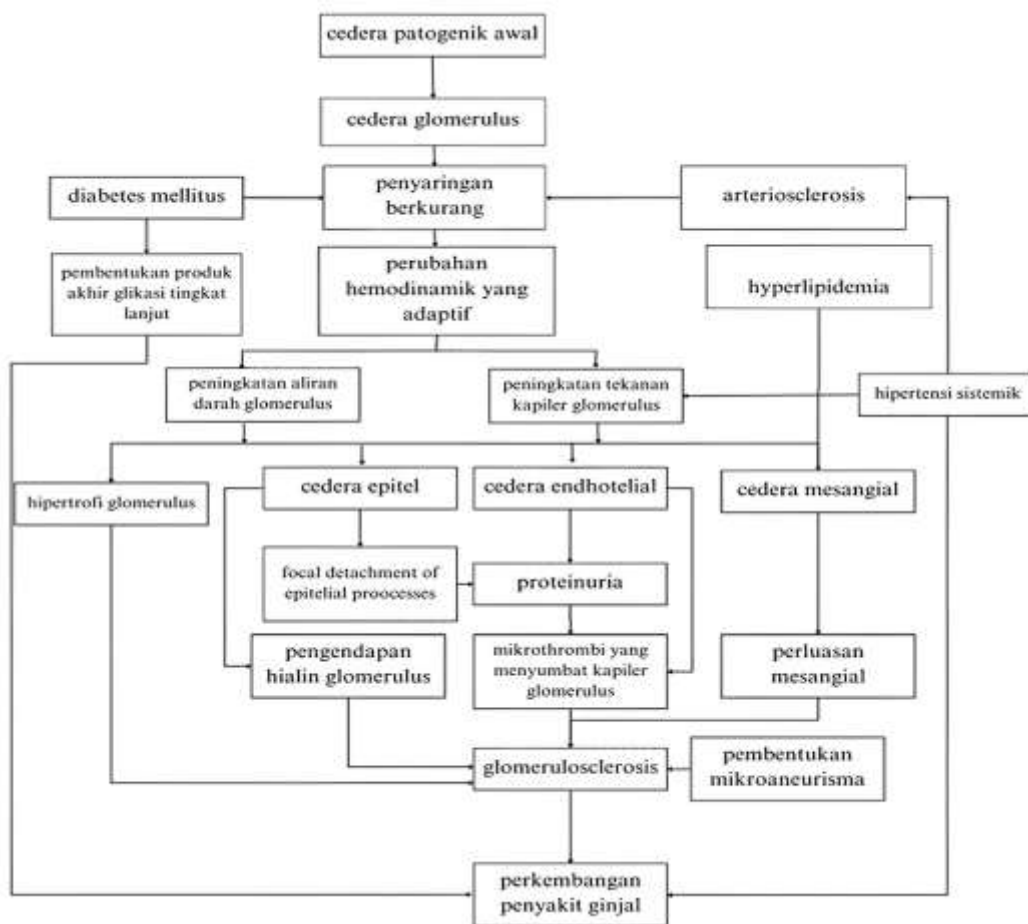 cedera patogenik awal
cedera glomerulus
diabetes mellitus
penyaringan
berkurang
arteriosclerosis
pembentukan produk
akhir glikasi tingkat
lanjut
perubahan
hemodinamik yang
adaptif
hyperlipidemia
peningkatan aliran
darah glomerulus
peningkatan tekanan
kapiler glomerulus
hipertensi sistemik
hipertrofi glomerulus
cedera epitel
cedera endhotelial
cedera mesangial
focal detachment of
epitelial proocesses
proteinuria
pengendapan
hialin glomerulus
mikrothrombi yang
menyumbat kapiler
glomerulus
perluasan
mesangial
glomerulosclerosis
pembentukan
mikroaneurisma
perkembangan
penyakit ginjal